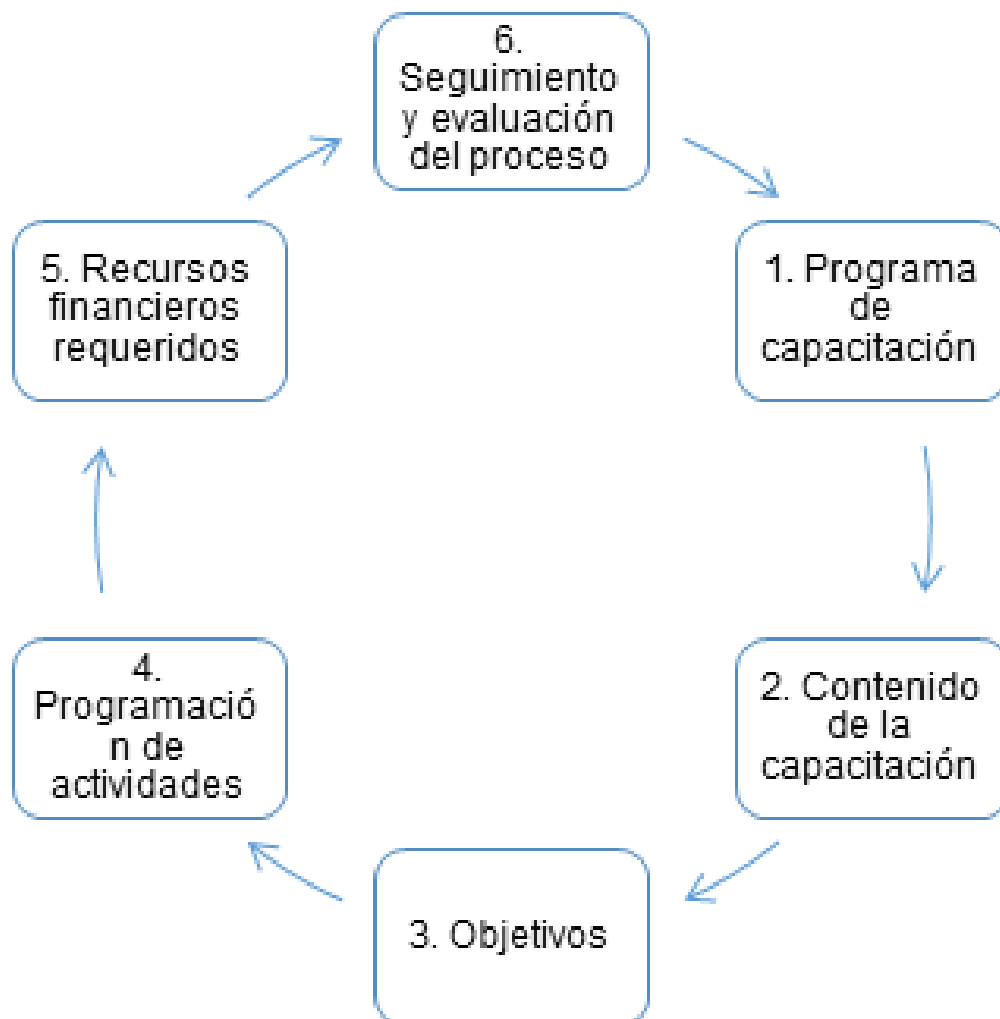 6.
Seguimiento
y evaluación
del proceso
1. Programa
de
capacitación
2. Contenido
de la
capacitación
3. Objetivos
4.
Programació
n de
actividades
5. Recursos
financieros
requeridos